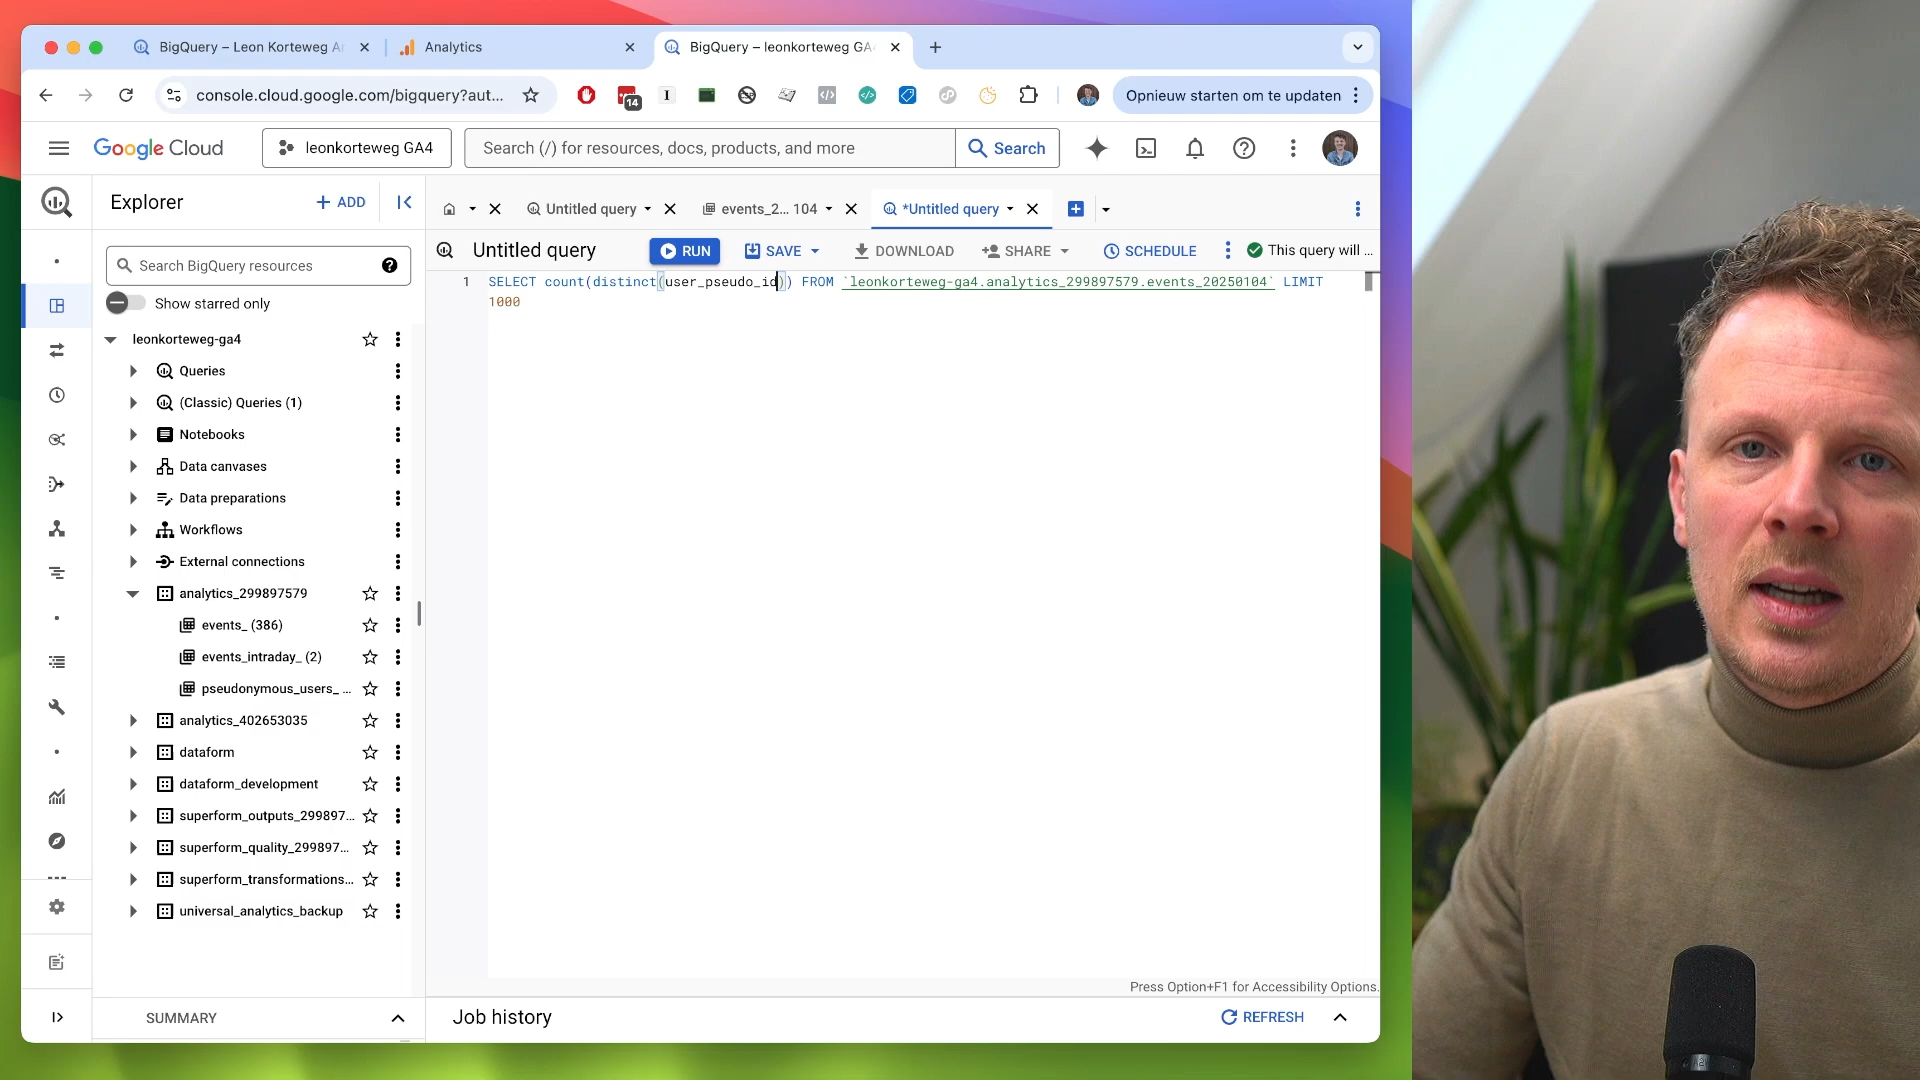 BigQuery – Leon Korteweg A
Analytics
BigQuery – leonkorteweg GA
console.cloud.google.com/bigquery?aut...
14
Opnieuw starten om te updaten
Google Cloud
leonkorteweg GA4
Search (/) for resources, docs, products, and more
Search
Explorer
+ ADD
Untitled query
events_2... 104
*Untitled query
Untitled query
RUN
SAVE
DOWNLOAD
SHARE
SCHEDULE
This query will ...
Search BigQuery resources
Show starred only
1
SELECT count(distinct(user_pseudo_id)) FROM `leonkorteweg-ga4.analytics_299897579.events_20250104` LIMIT
1000
leonkorteweg-ga4
Queries
(Classic) Queries (1)
Notebooks
Data canvases
Data preparations
Workflows
External connections
analytics_299897579
events_ (386)
events_intraday_ (2)
pseudonymous_users_ ...
analytics_402653035
dataform
dataform_development
superform_outputs_299897...
superform_quality_299897...
superform_transformations...
universal_analytics_backup
Press Option+F1 for Accessibility Options.
SUMMARY
Job history
REFRESH